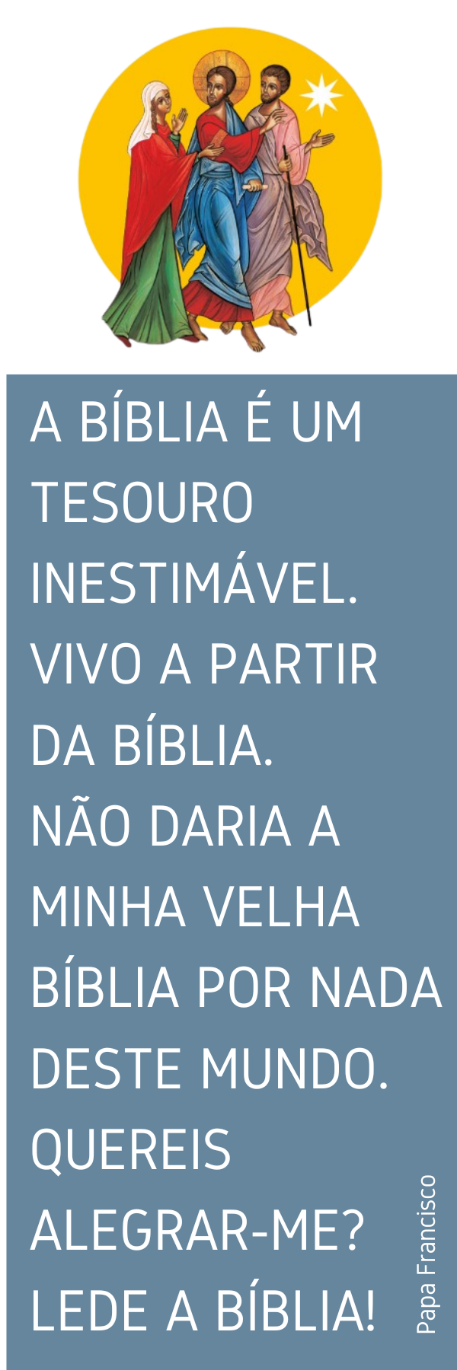 A BÍBLIA É UM
TESOURO
INESTIMÁVEL.
VIVO A PARTIR
DA BÍBLIA.
NÃO DARIA A
MINHA VELHA
BÍBLIA POR NADA
DESTE MUNDO.
QUEREIS
ALEGRAR-ME?
LEDE A BÍBLIA!
Papa Francisco